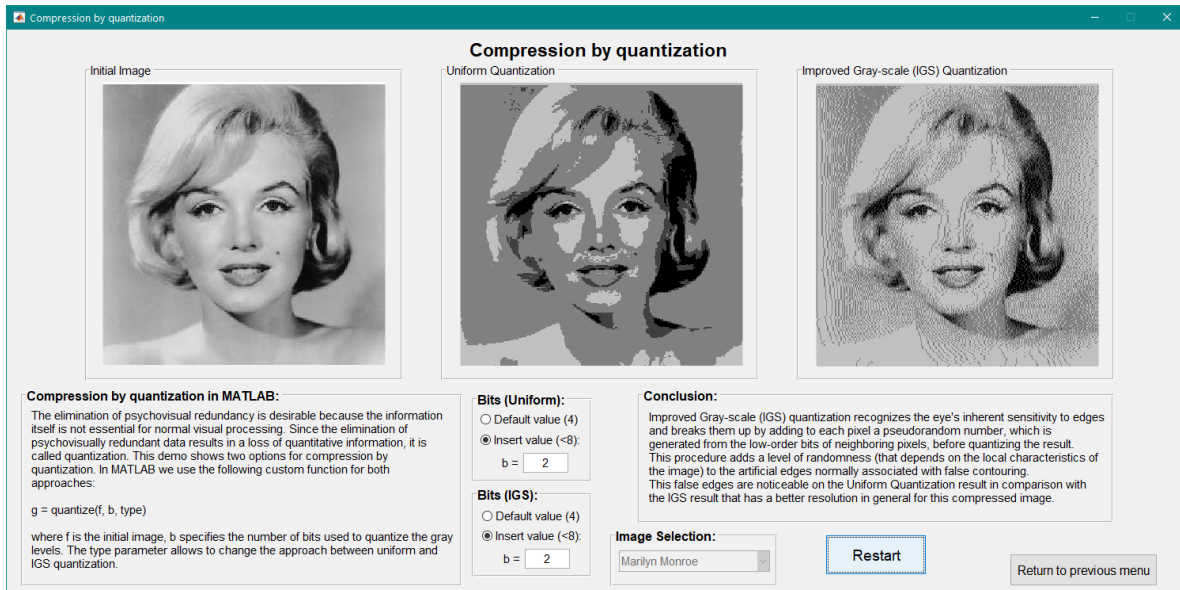 Compression by quantization
Compression by quantization
Initial Image
Uniform Quantization
Improved Gray-scale (IGS) Quantization
Compression by quantization in MATLAB:
The elimination of psychovisual redundancy is desirable because the information
itself is not essential for normal visual processing. Since the elimination of
psychovisually redundant data results in a loss of quantitative information, it is
called quantization. This demo shows two options for compression by
quantization. In MATLAB we use the following custom function for both
approaches:
g = quantize(f, b, type)
where f is the initial image, b specifies the number of bits used to quantize the gray
levels. The type parameter allows to change the approach between uniform and
IGS quantization.
Bits (Uniform):
Default value (4)
Insert value (<8):
b = 2
Bits (IGS):
Default value (4)
Insert value (<8):
b = 2
Conclusion:
Improved Gray-scale (IGS) quantization recognizes the eye's inherent sensitivity to edges
and breaks them up by adding to each pixel a pseudorandom number, which is
generated from the low-order bits of neighboring pixels, before quantizing the result.
This procedure adds a level of randomness (that depends on the local characteristics of
the image) to the artificial edges normally associated with false contouring.
This false edges are noticeable on the Uniform Quantization result in comparison with
the IGS result that has a better resolution in general for this compressed image.
Image Selection:
Marilyn Monroe
Restart
Return to previous menu